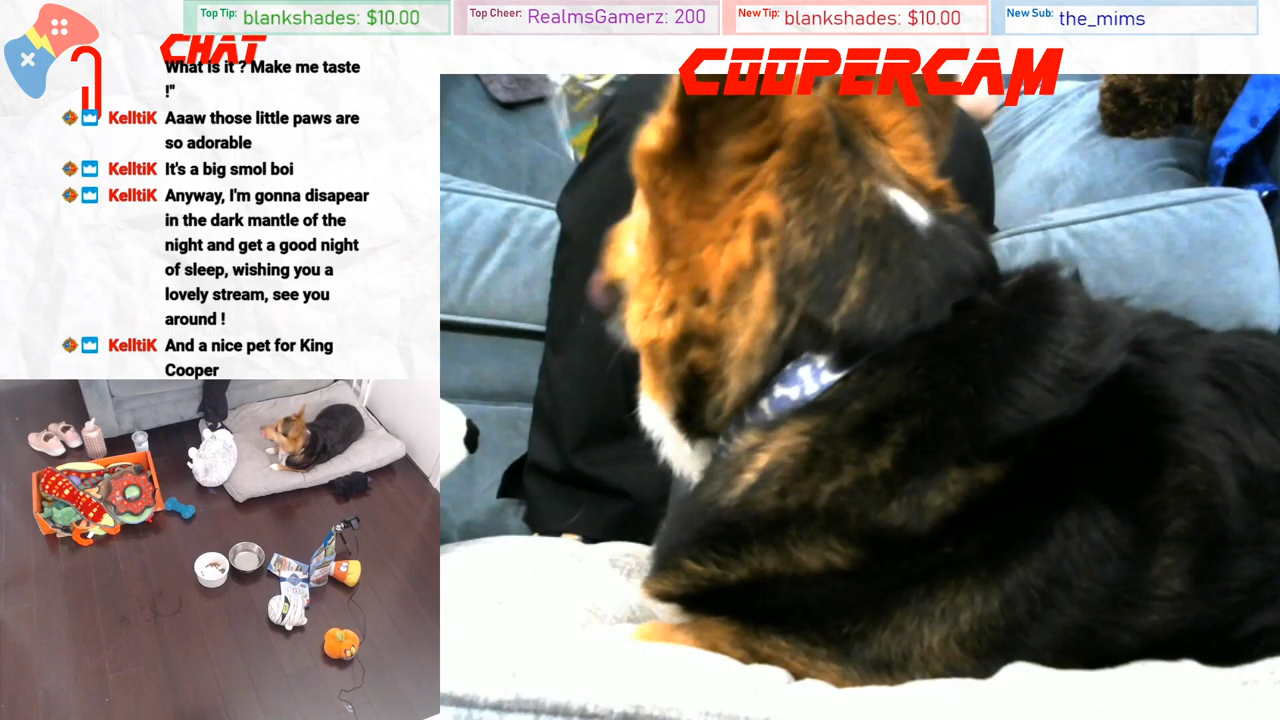 Top Tip: blankshades: $10.00
Top Cheer: RealmsGamerz: 200
New Tip: blankshades: $10.00
New Sub: the_mims
CHAT
COOPERCAM
What is it ? Make me taste
!"
KelltiK Aaaw those little paws are
so adorable
KelltiK It's a big smol boi
KelltiK Anyway, I'm gonna disapear
in the dark mantle of the
night and get a good night
of sleep, wishing you a
lovely stream, see you
around !
KelltiK And a nice pet for King
Cooper